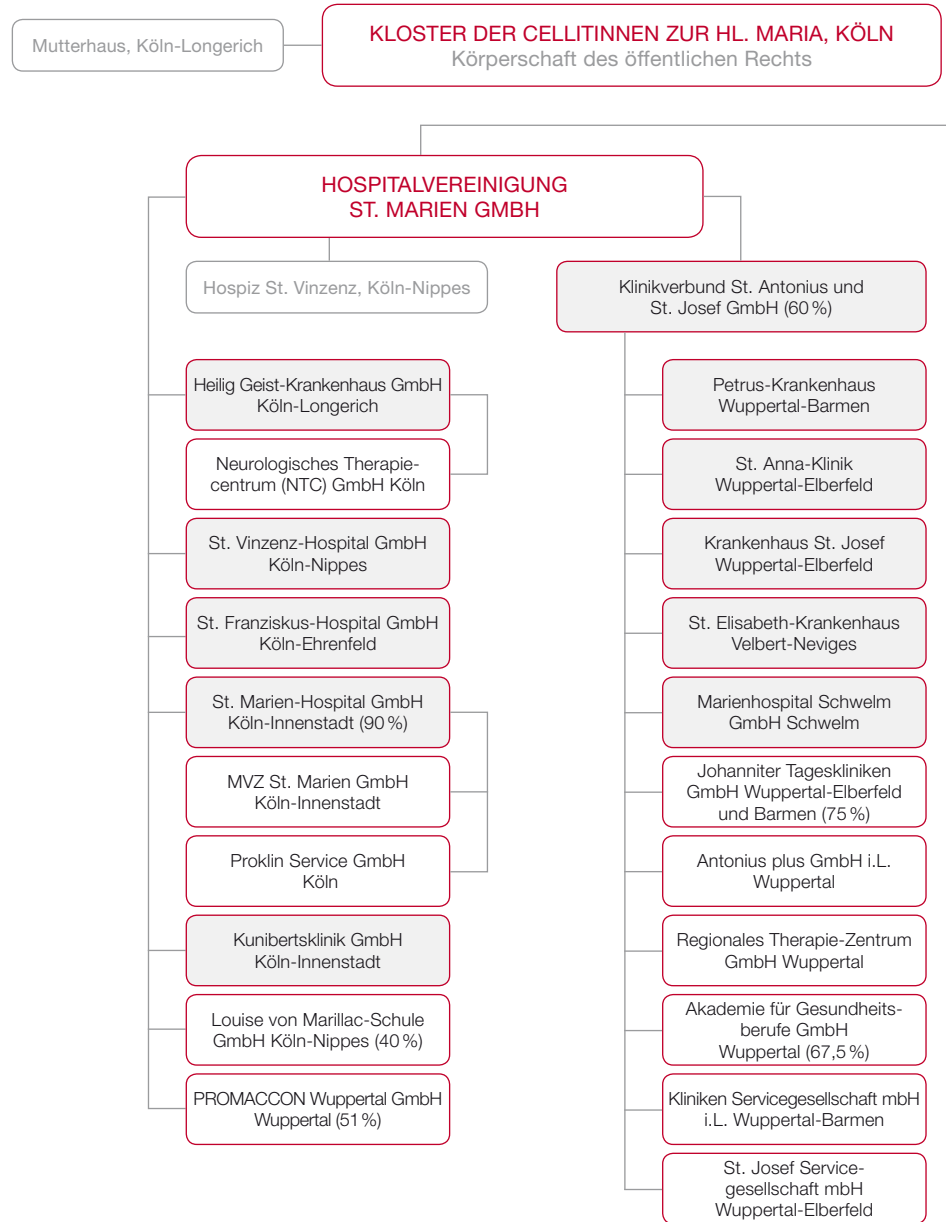 Mutterhaus, Köln-Longerich
KLOSTER DER CELLITINNEN ZUR HL. MARIA, KÖLN
Körperschaft des öffentlichen Rechts
HOSPITALVEREINIGUNG
ST. MARIEN GMBH
Hospiz St. Vinzenz, Köln-Nippes
Heilig Geist-Krankenhaus GmbH
Köln-Longerich
Neurologisches Therapie-
centrum (NTC) GmbH Köln
St. Vinzenz-Hospital GmbH
Köln-Nippes
St. Franziskus-Hospital GmbH
Köln-Ehrenfeld
St. Marien-Hospital GmbH
Köln-Innenstadt (90 %)
MVZ St. Marien GmbH
Köln-Innenstadt
Proklin Service GmbH
Köln
Kunibertsklinik GmbH
Köln-Innenstadt
Louise von Marillac-Schule
GmbH Köln-Nippes (40 %)
PROMACCON Wuppertal GmbH
Wuppertal (51 %)
Klinikverbund St. Antonius und
St. Josef GmbH (60 %)
Petrus-Krankenhaus
Wuppertal-Barmen
St. Anna-Klinik
Wuppertal-Elberfeld
Krankenhaus St. Josef
Wuppertal-Elberfeld
St. Elisabeth-Krankenhaus
Velbert-Neviges
Marienhospital Schwelm
GmbH Schwelm
Johanniter Tageskliniken
GmbH Wuppertal-Elberfeld
und Barmen (75 %)
Antonius plus GmbH i.L.
Wuppertal
Regionales Therapie-Zentrum
GmbH Wuppertal
Akademie für Gesundheits-
berufe GmbH
Wuppertal (67,5 %)
Kliniken Servicegesellschaft mbH
i.L. Wuppertal-Barmen
St. Josef Service-
gesellschaft mbH
Wuppertal-Elberfeld